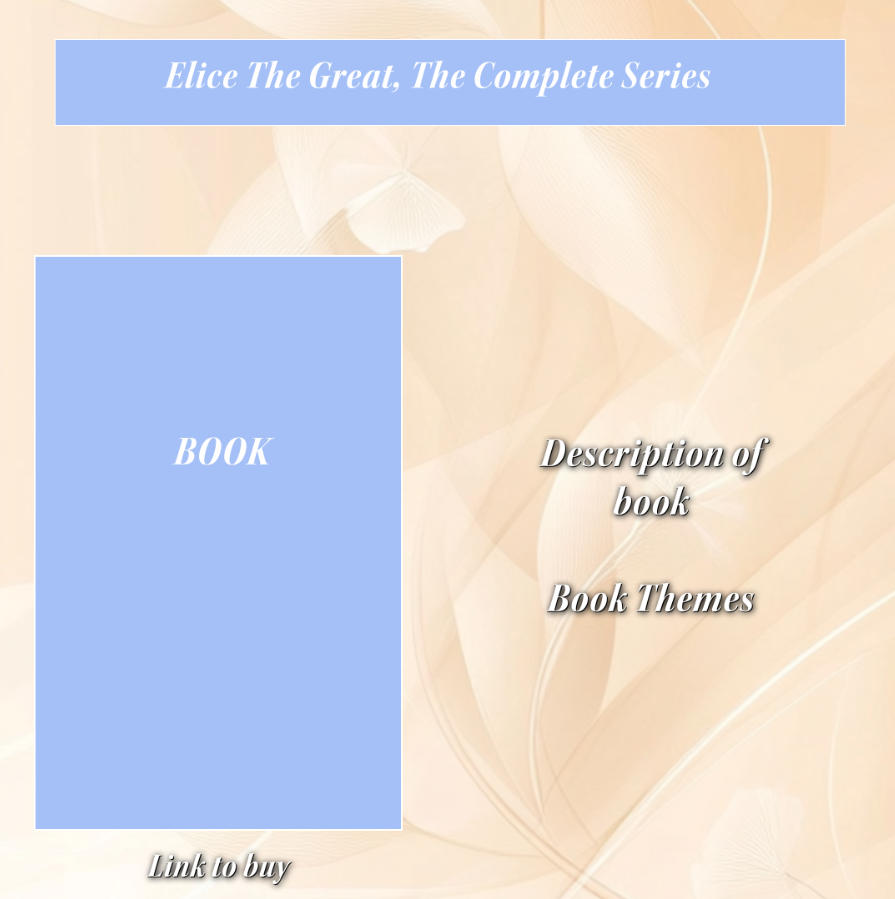 Elice The Great, The Complete Series
BOOK
Description of
book
Book Themes
Link to buy